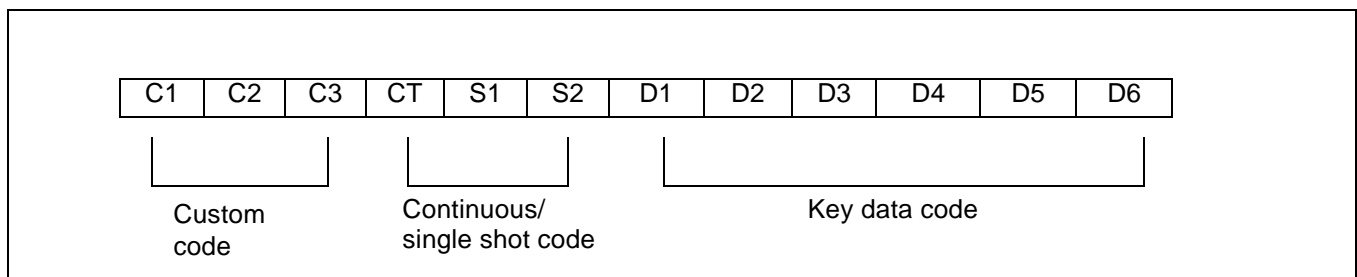 C1 C2 C3 CT S1 S2 D1 D2 D3 D4 D5 D6
Custom
code
Continuous/
single shot code
Key data code